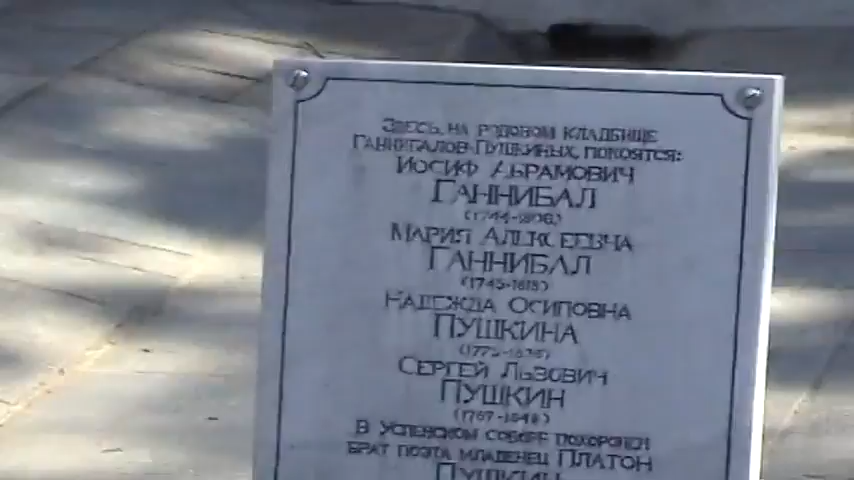 Здесь, на родовом кладбище
Ганнибалов-Пушкиных, покоятся:
Иосиф Абрамович
Ганнибал
(1744-1806)
Мария Алексеевна
Ганнибал
(1745-1818)
Надежда Осиповна
Пушкина
(1775-1836)
Сергей Львович
Пушкин
(1767-1848)
В Успенском соборе похоронен
брат поэта младенец Платон
Пушкин